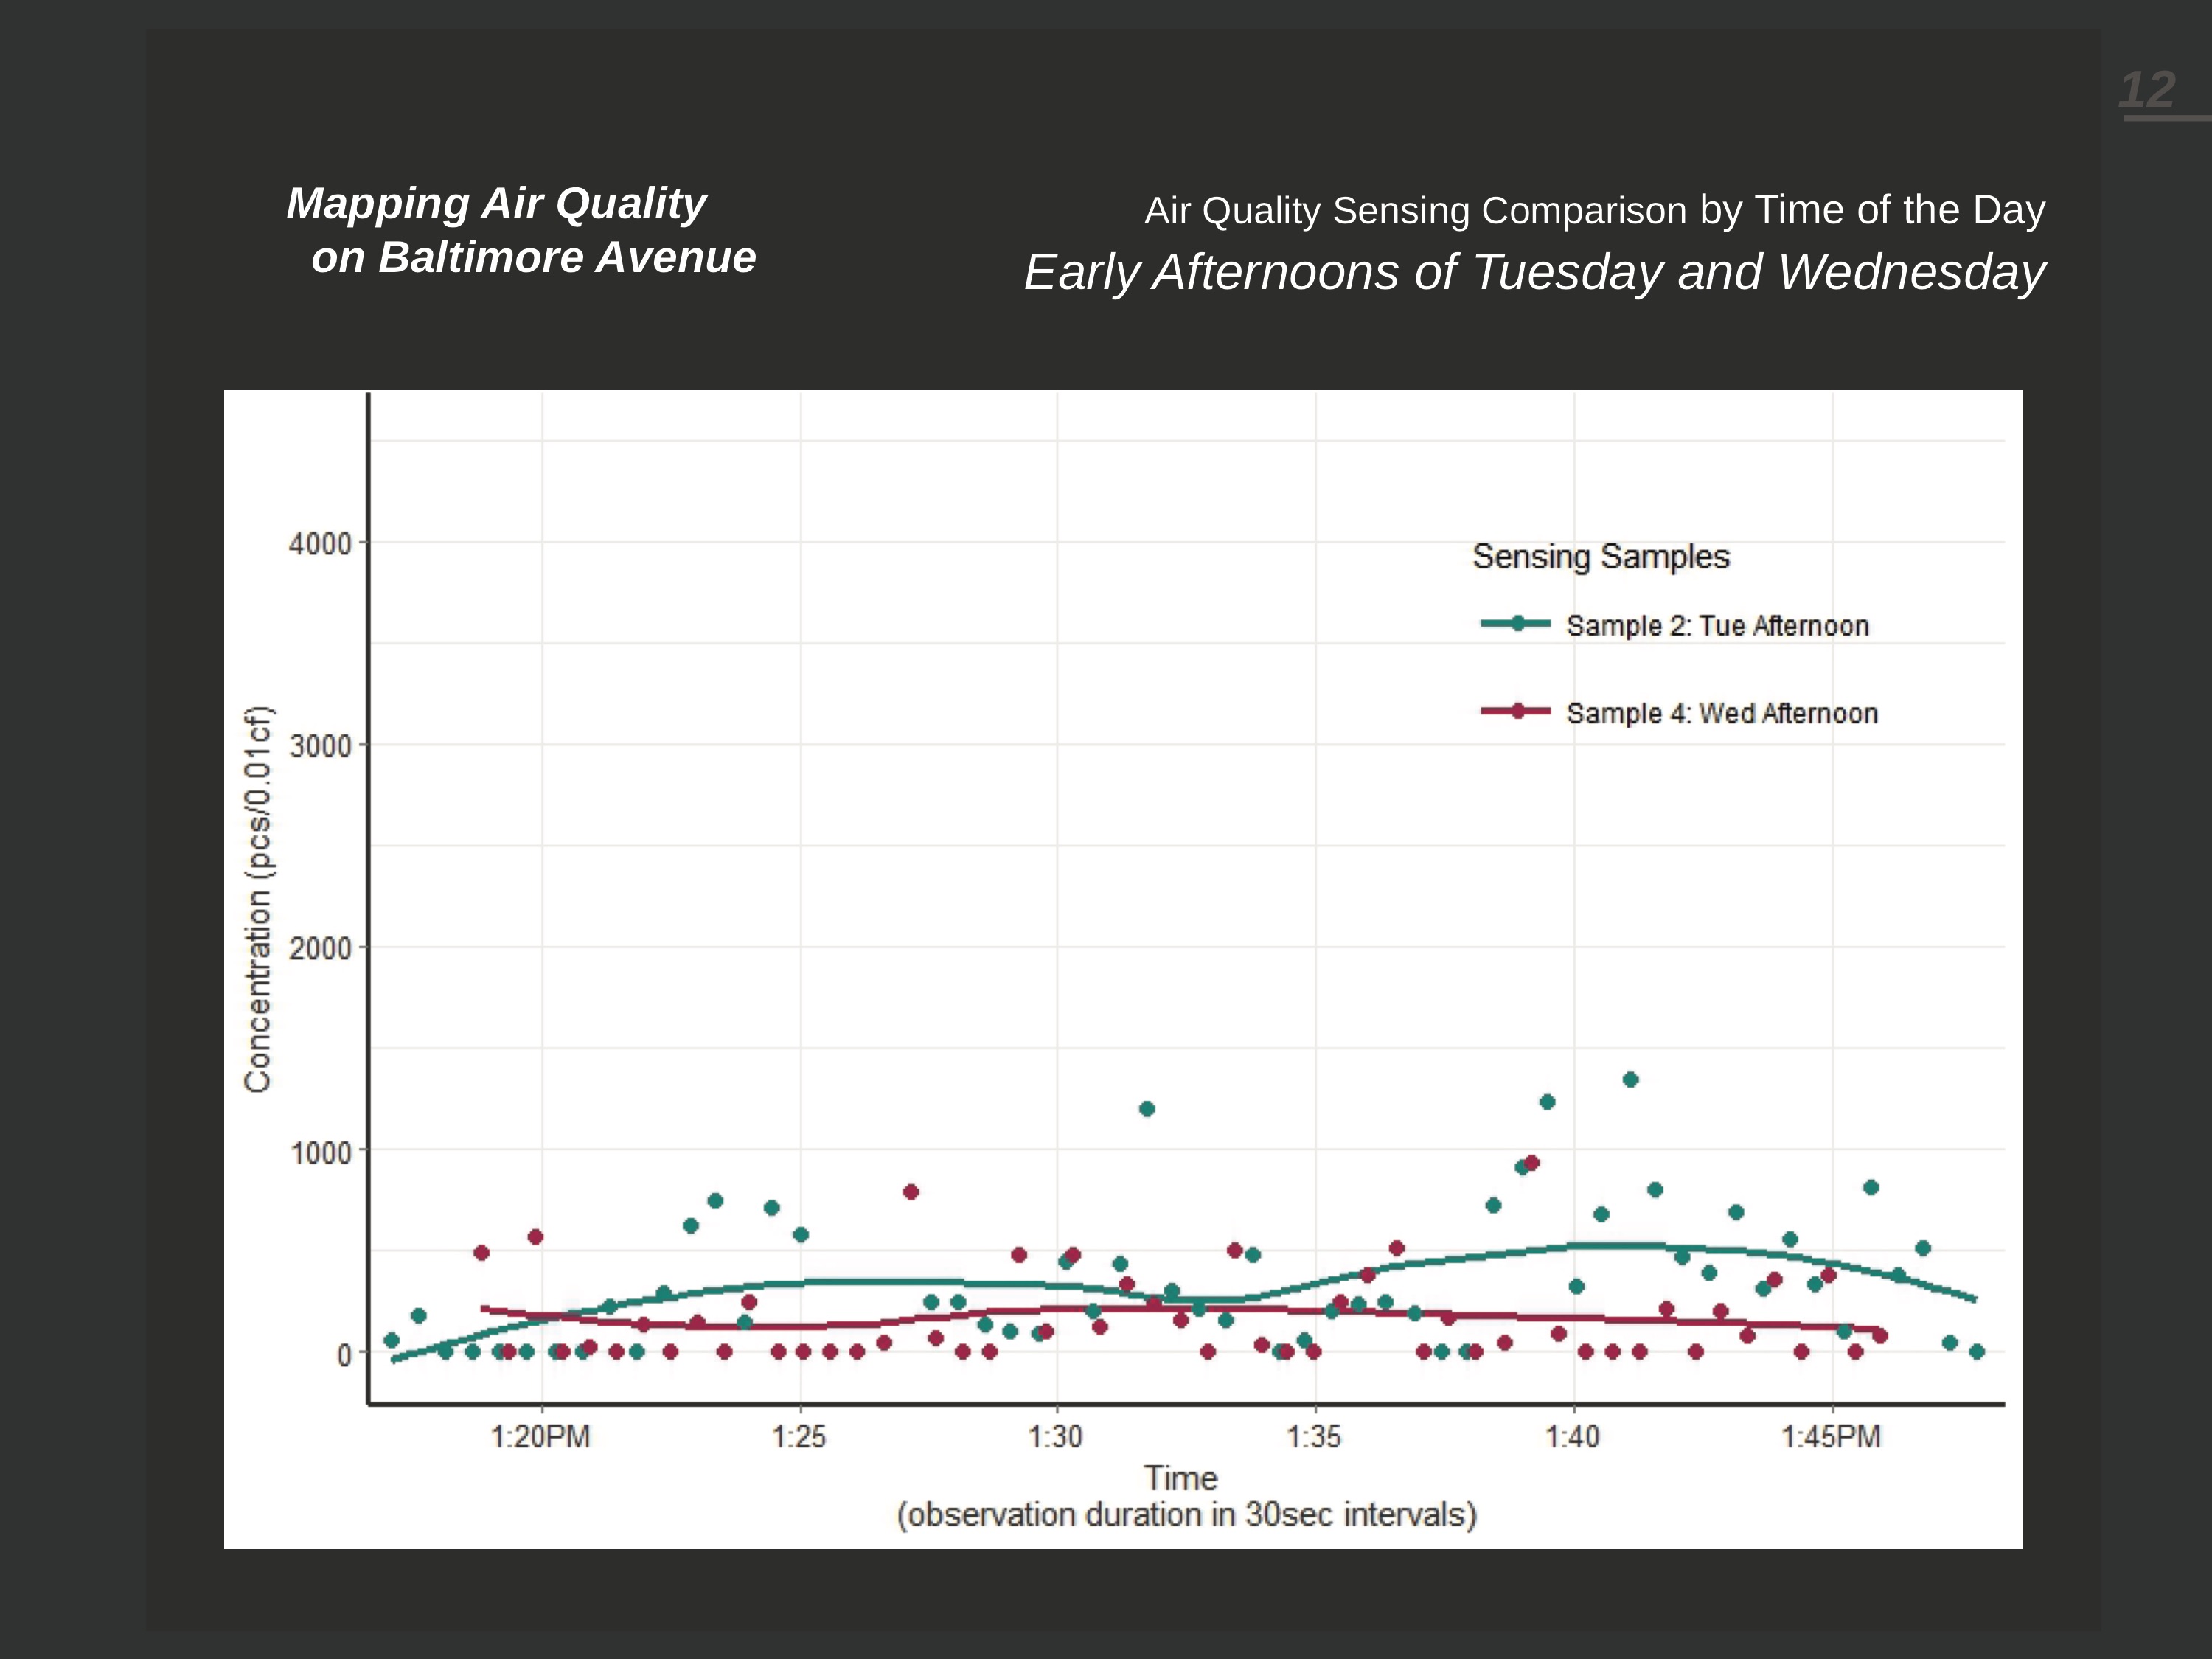 12
Mapping Air Quality
on Baltimore Avenue
Air Quality Sensing Comparison by Time of the Day
Early Afternoons of Tuesday and Wednesday
Sensing Samples
Sample 2: Tue Afternoon
Sample 4: Wed Afternoon
Concentration (pcs/0.01cf)
4000
3000
2000
1000
0
1:20PM 1:25 1:30 1:35 1:40 1:45PM
Time
(observation duration in 30sec intervals)